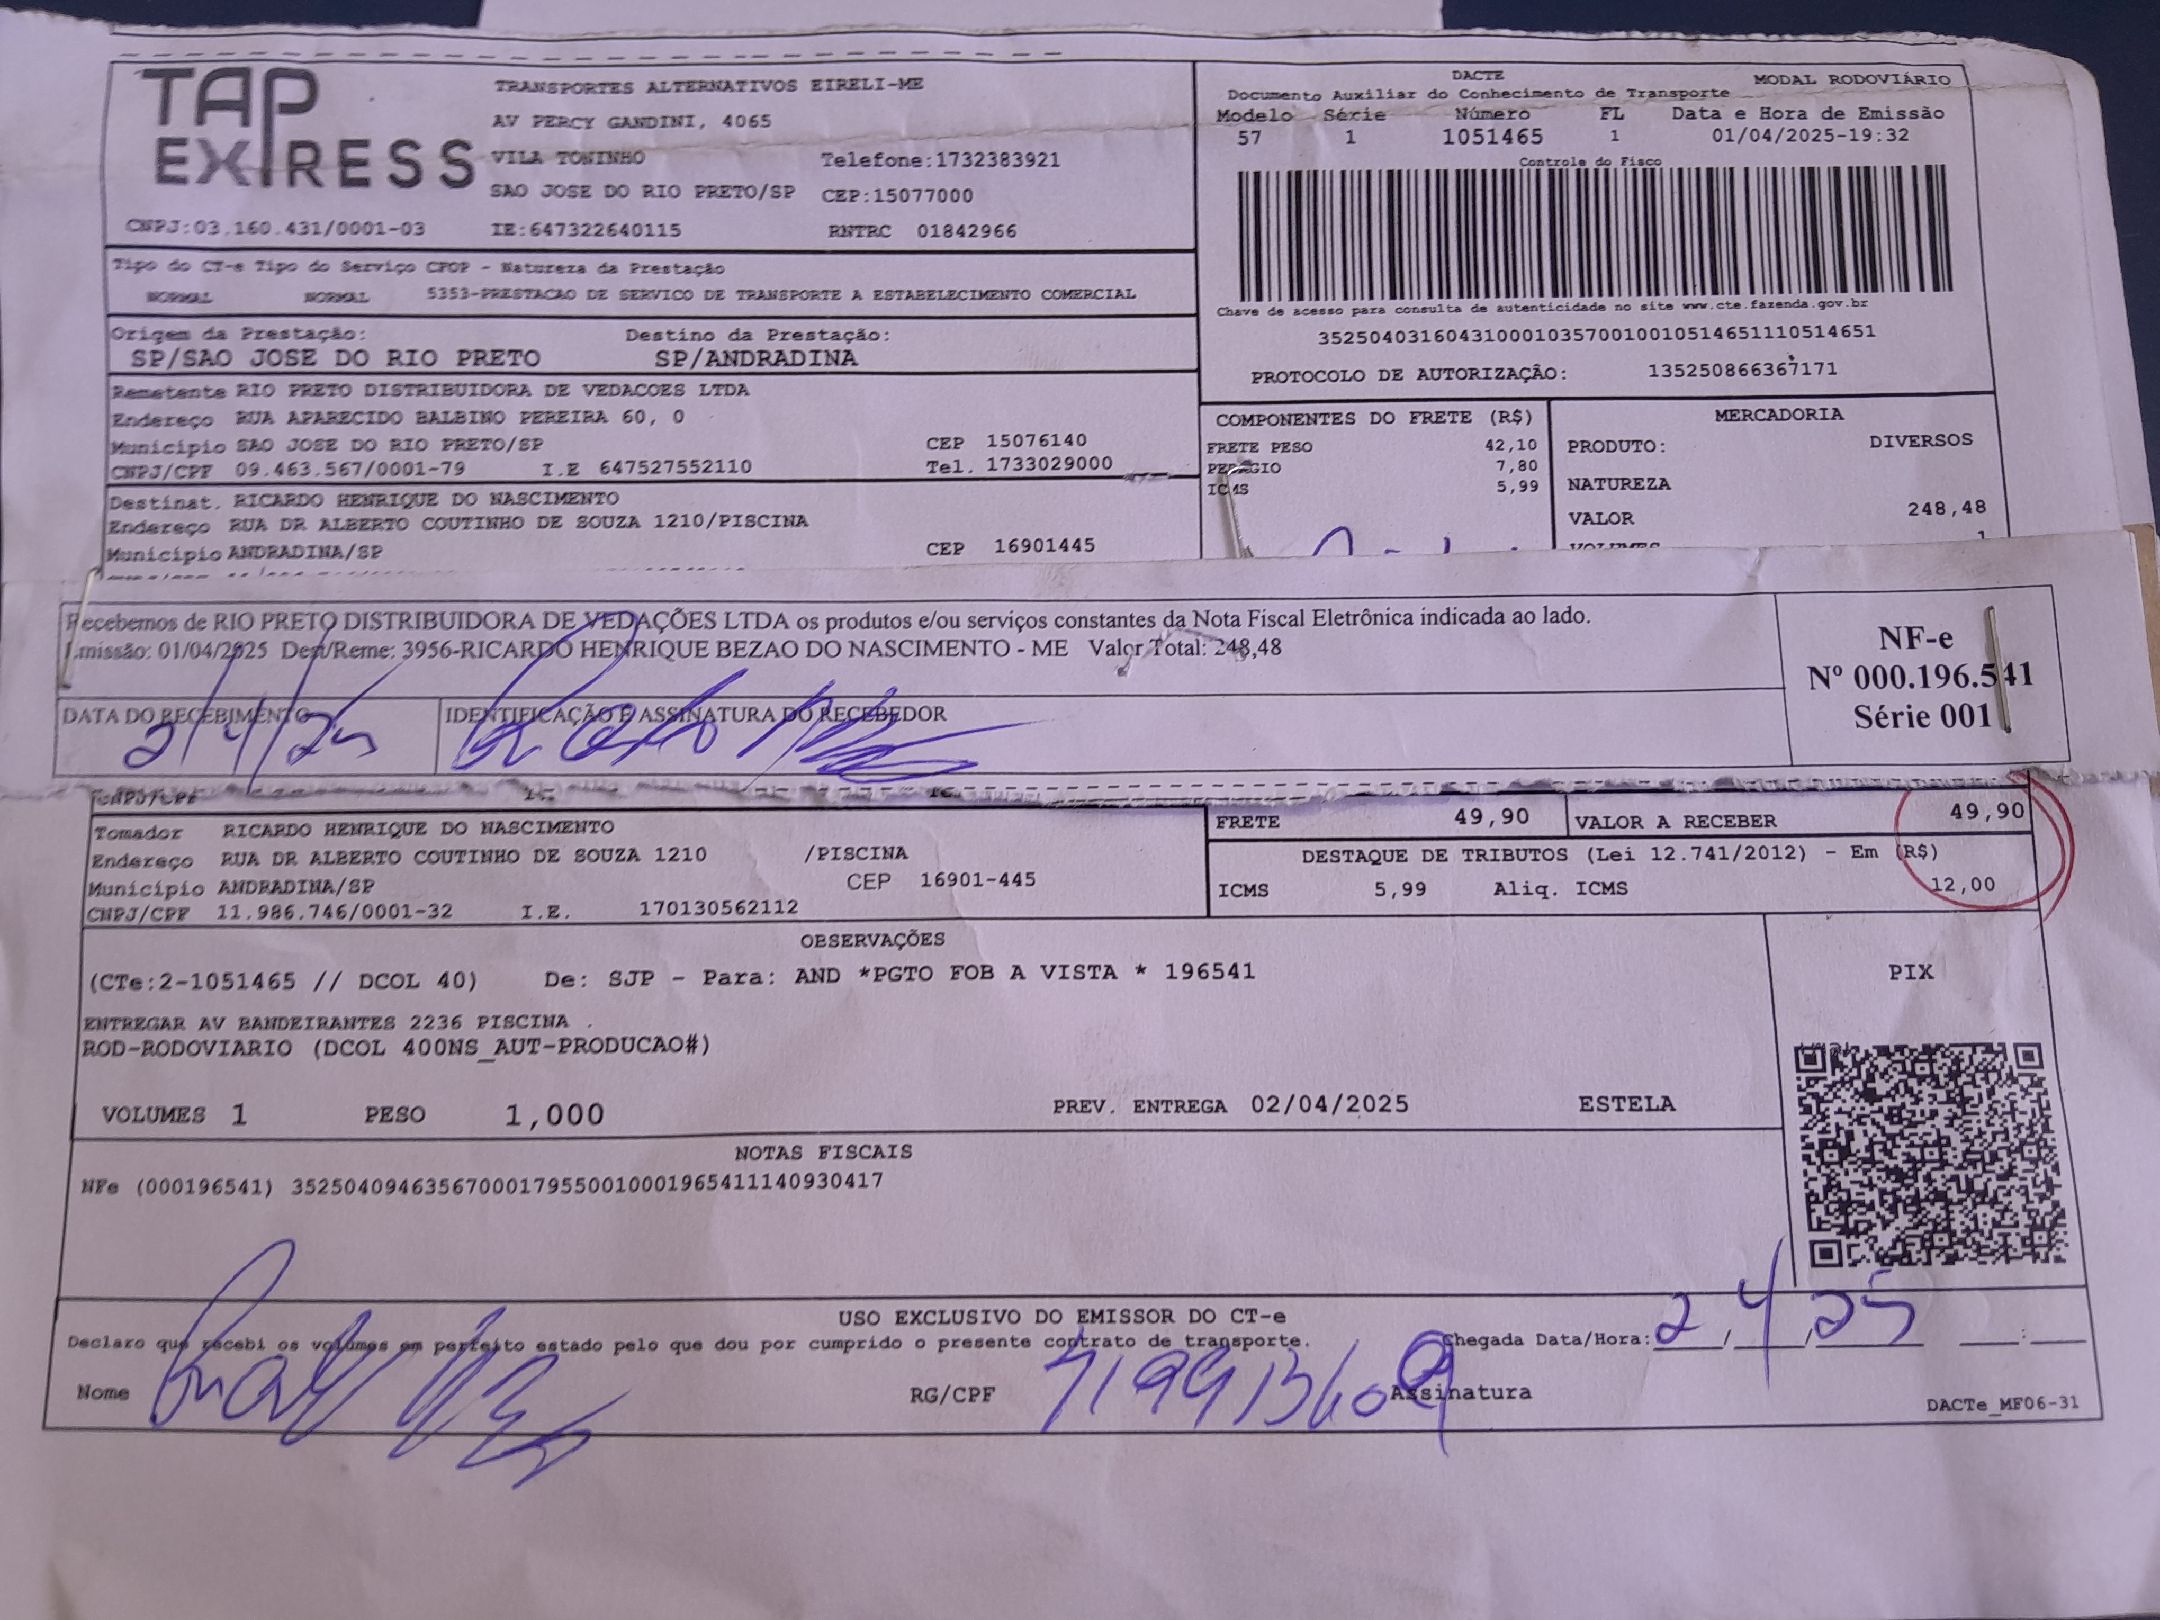 TAP EXPRESS
TRANSPORTES ALTERNATIVOS EIRELI-ME
AV PERCY GANDINI, 4065
VILA TONINHO Telefone:1732383921
SAO JOSE DO RIO PRETO/SP CEP:15077000
CNPJ:03.160.431/0001-03 IE:647322640115 RNTRC 01842966
DACTE MODAL RODOVIÁRIO
Documento Auxiliar do Conhecimento de Transporte
Modelo Série Número FL Data e Hora de Emissão
57 1 1051465 1 01/04/2025-19:32
Controle do Fisco
Chave de acesso para consulta de autenticidade no site www.cte.fazenda.gov.br
35250403160431000103570010010514651110514651
PROTOCOLO DE AUTORIZAÇÃO: 135250866367171
Tipo do CT-e Tipo do Serviço CFOP - Natureza da Prestação
NORMAL NORMAL 5353-PRESTACAO DE SERVICO DE TRANSPORTE A ESTABELECIMENTO COMERCIAL
Origem da Prestação: Destino da Prestação:
SP/SAO JOSE DO RIO PRETO SP/ANDRADINA
Remetente RIO PRETO DISTRIBUIDORA DE VEDACOES LTDA
Endereço RUA APARECIDO BALBINO PEREIRA 60, 0
Município SAO JOSE DO RIO PRETO/SP CEP 15076140
CNPJ/CPF 09.463.567/0001-79 I.E 647527552110 Tel. 1733029000
Destinat. RICARDO HENRIQUE DO NASCIMENTO
Endereço RUA DR ALBERTO COUTINHO DE SOUZA 1210/PISCINA
Município ANDRADINA/SP CEP 16901445
COMPONENTES DO FRETE (R$)
FRETE PESO 42,10
PEDAGIO 7,80
ICMS 5,99
MERCADORIA
PRODUTO: DIVERSOS
NATUREZA
VALOR 248,48
VOLUMES 1
Recebemos de RIO PRETO DISTRIBUIDORA DE VEDAÇÕES LTDA os produtos e/ou serviços constantes da Nota Fiscal Eletrônica indicada ao lado.
Emissão: 01/04/2025 Dest/Reme: 3956-RICARDO HENRIQUE BEZAO DO NASCIMENTO - ME Valor Total: 248,48
DATA DO RECEBIMENTO IDENTIFICAÇÃO E ASSINATURA DO RECEBEDOR
2/4/25
NF-e
Nº 000.196.541
Série 001
CNPJ/CPF
Tomador RICARDO HENRIQUE DO NASCIMENTO
Endereço RUA DR ALBERTO COUTINHO DE SOUZA 1210 /PISCINA
Município ANDRADINA/SP CEP 16901-445
CNPJ/CPF 11.986.746/0001-32 I.E. 170130562112
FRETE 49,90 VALOR A RECEBER 49,90
DESTAQUE DE TRIBUTOS (Lei 12.741/2012) - Em (R$)
ICMS 5,99 Aliq. ICMS 12,00
OBSERVAÇÕES
(CTe:2-1051465 // DCOL 40) De: SJP - Para: AND *PGTO FOB A VISTA * 196541
ENTREGAR AV BANDEIRANTES 2236 PISCINA .
ROD-RODOVIARIO (DCOL 400NS_AUT-PRODUCAO#)
VOLUMES 1 PESO 1,000 PREV. ENTREGA 02/04/2025 ESTELA
PIX
NOTAS FISCAIS
NFe (000196541) 35250409463567000179550010001965411140930417
USO EXCLUSIVO DO EMISSOR DO CT-e
Declaro que recebi os volumes em perfeito estado pelo que dou por cumprido o presente contrato de transporte. Chegada Data/Hora: 2/4/25 __:__
Nome RG/CPF Assinatura
DACTe_MF06-31